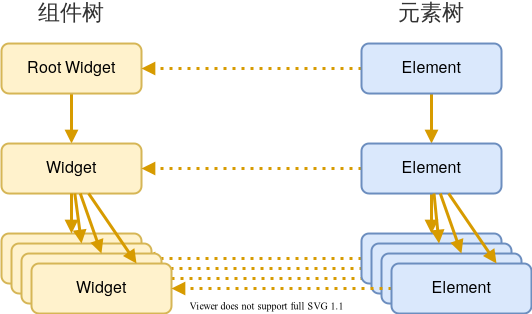 组件树
元素树
Root Widget
Element
Widget
Element
Widget
Element
Viewer does not support full SVG 1.1